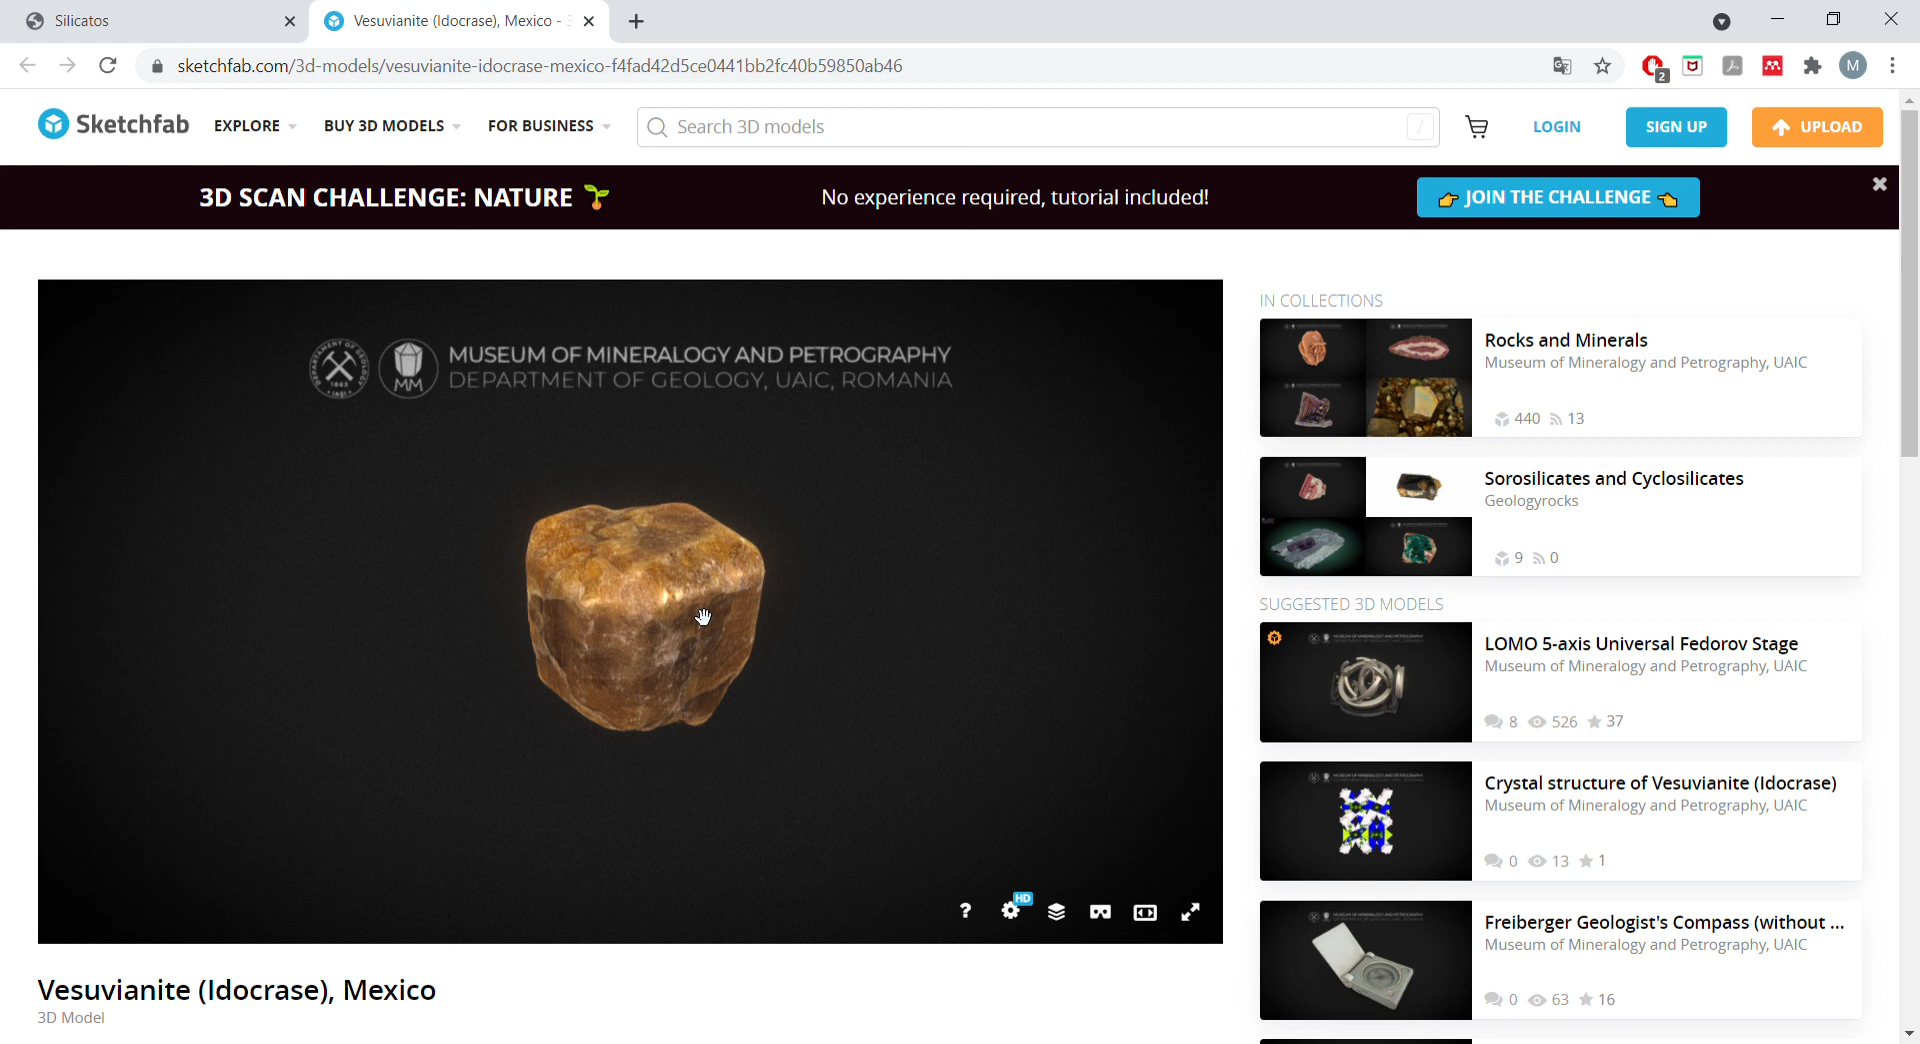 Silicatos
Vesuvianite (Idocrase), Mexico -
sketchfab.com/3d-models/vesuvianite-idocrase-mexico-f4fad42d5ce0441bb2fc40b59850ab46
2
M
Sketchfab
EXPLORE
BUY 3D MODELS
FOR BUSINESS
Search 3D models
/
LOGIN
SIGN UP
UPLOAD
3D SCAN CHALLENGE: NATURE
No experience required, tutorial included!
JOIN THE CHALLENGE
MUSEUM OF MINERALOGY AND PETROGRAPHY
DEPARTMENT OF GEOLOGY, UAIC, ROMANIA
MM
HD
?
Vesuvianite (Idocrase), Mexico
3D Model
IN COLLECTIONS
Rocks and Minerals
Museum of Mineralogy and Petrography, UAIC
440 13
Sorosilicates and Cyclosilicates
Geologyrocks
9 0
SUGGESTED 3D MODELS
LOMO 5-axis Universal Fedorov Stage
Museum of Mineralogy and Petrography, UAIC
8 526 37
Crystal structure of Vesuvianite (Idocrase)
Museum of Mineralogy and Petrography, UAIC
0 13 1
Freiberger Geologist's Compass (without ...
Museum of Mineralogy and Petrography, UAIC
0 63 16